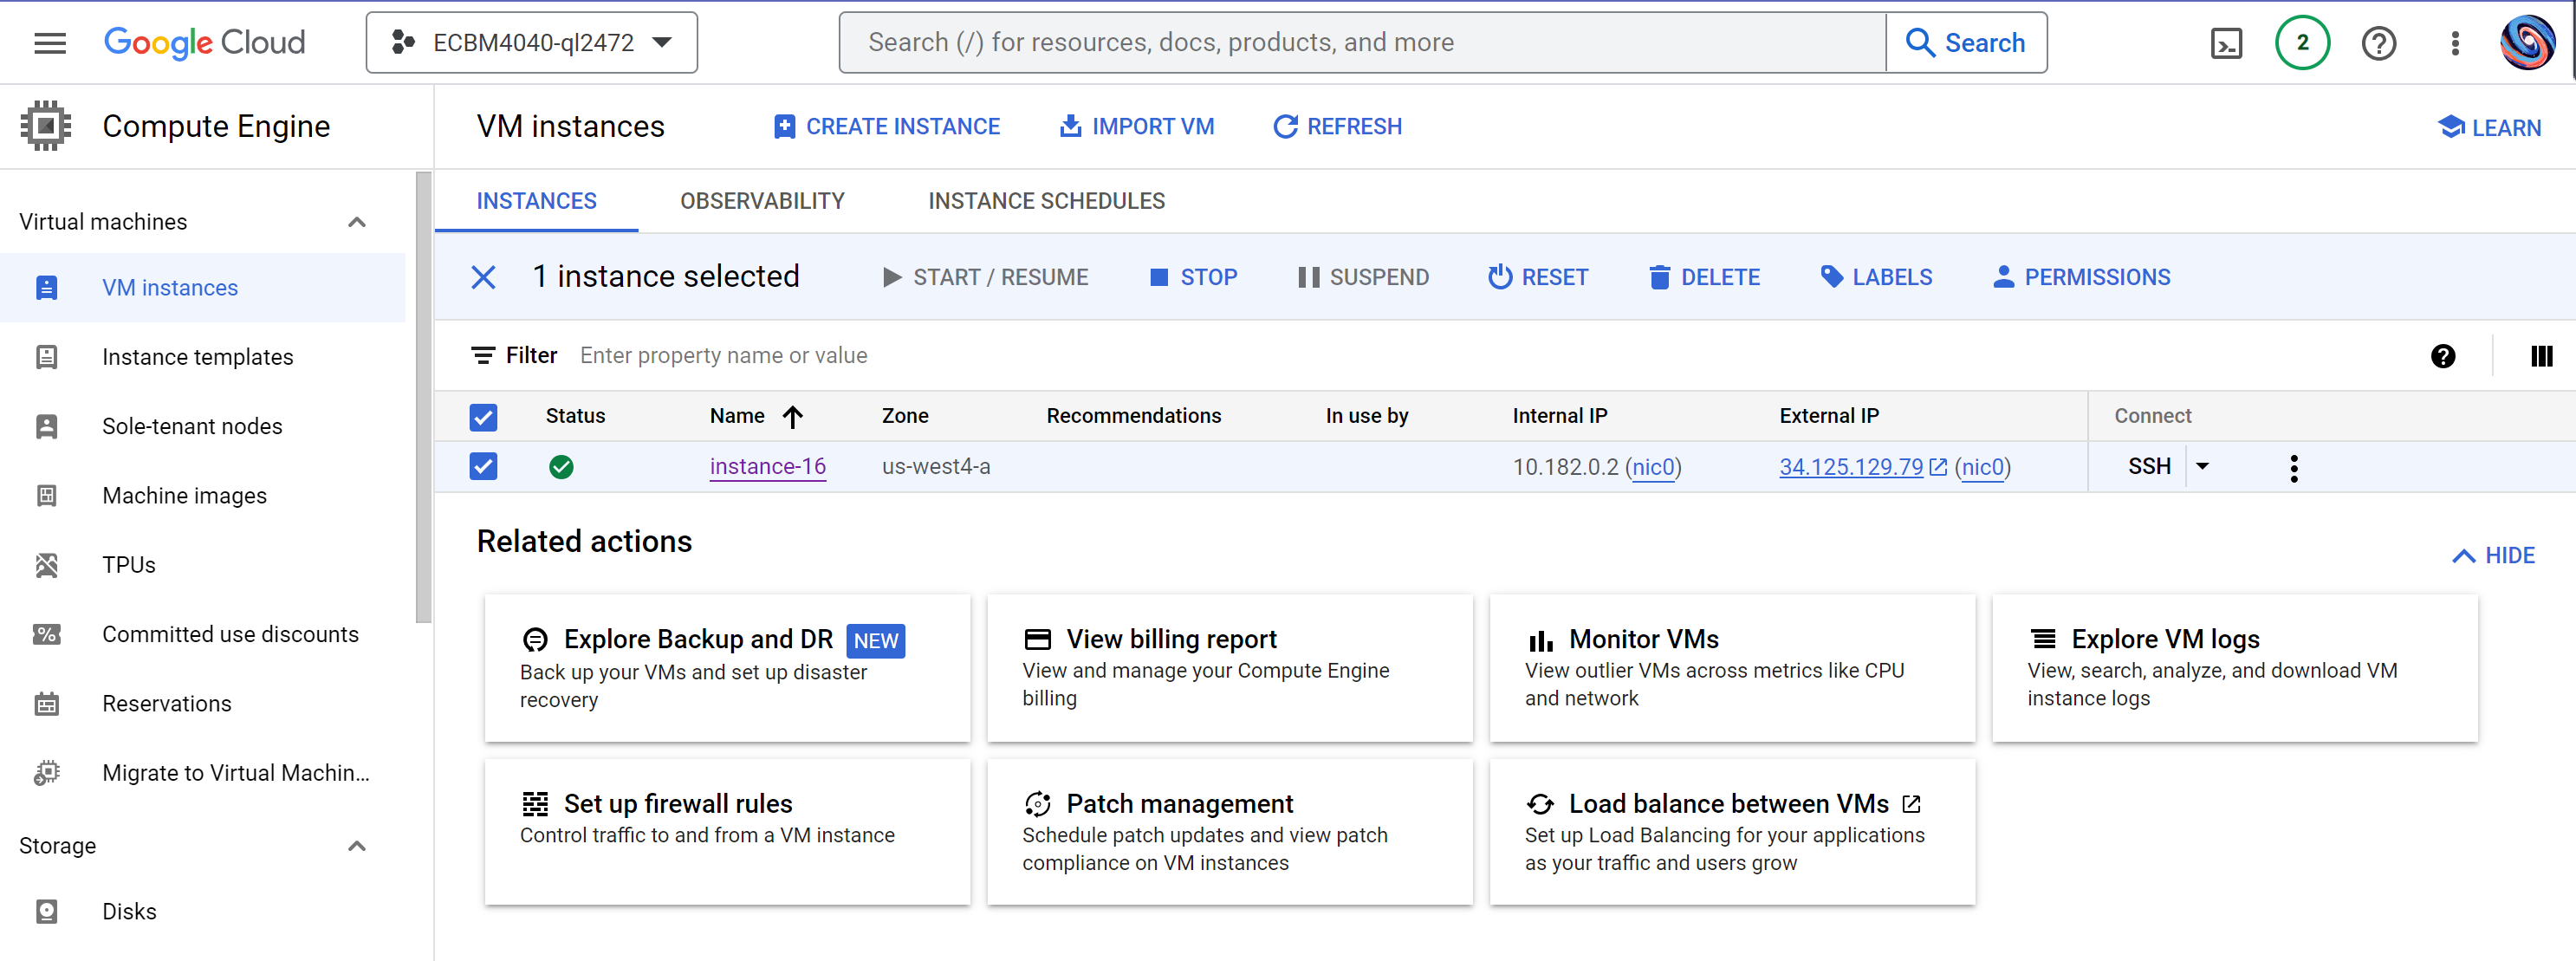 Google Cloud
ECBM4040-ql2472
Search (/) for resources, docs, products, and more
Search
2
Compute Engine
VM instances
CREATE INSTANCE
IMPORT VM
REFRESH
LEARN
Virtual machines
VM instances
Instance templates
Sole-tenant nodes
Machine images
TPUs
Committed use discounts
Reservations
Migrate to Virtual Machin...
Storage
Disks
INSTANCES
OBSERVABILITY
INSTANCE SCHEDULES
1 instance selected
START / RESUME
STOP
SUSPEND
RESET
DELETE
LABELS
PERMISSIONS
Filter
Enter property name or value
Status
Name
Zone
Recommendations
In use by
Internal IP
External IP
Connect
instance-16
us-west4-a
10.182.0.2 (nic0)
34.125.129.79 (nic0)
SSH
Related actions
HIDE
Explore Backup and DR NEW
Back up your VMs and set up disaster
recovery
View billing report
View and manage your Compute Engine
billing
Monitor VMs
View outlier VMs across metrics like CPU
and network
Explore VM logs
View, search, analyze, and download VM
instance logs
Set up firewall rules
Control traffic to and from a VM instance
Patch management
Schedule patch updates and view patch
compliance on VM instances
Load balance between VMs
Set up Load Balancing for your applications
as your traffic and users grow